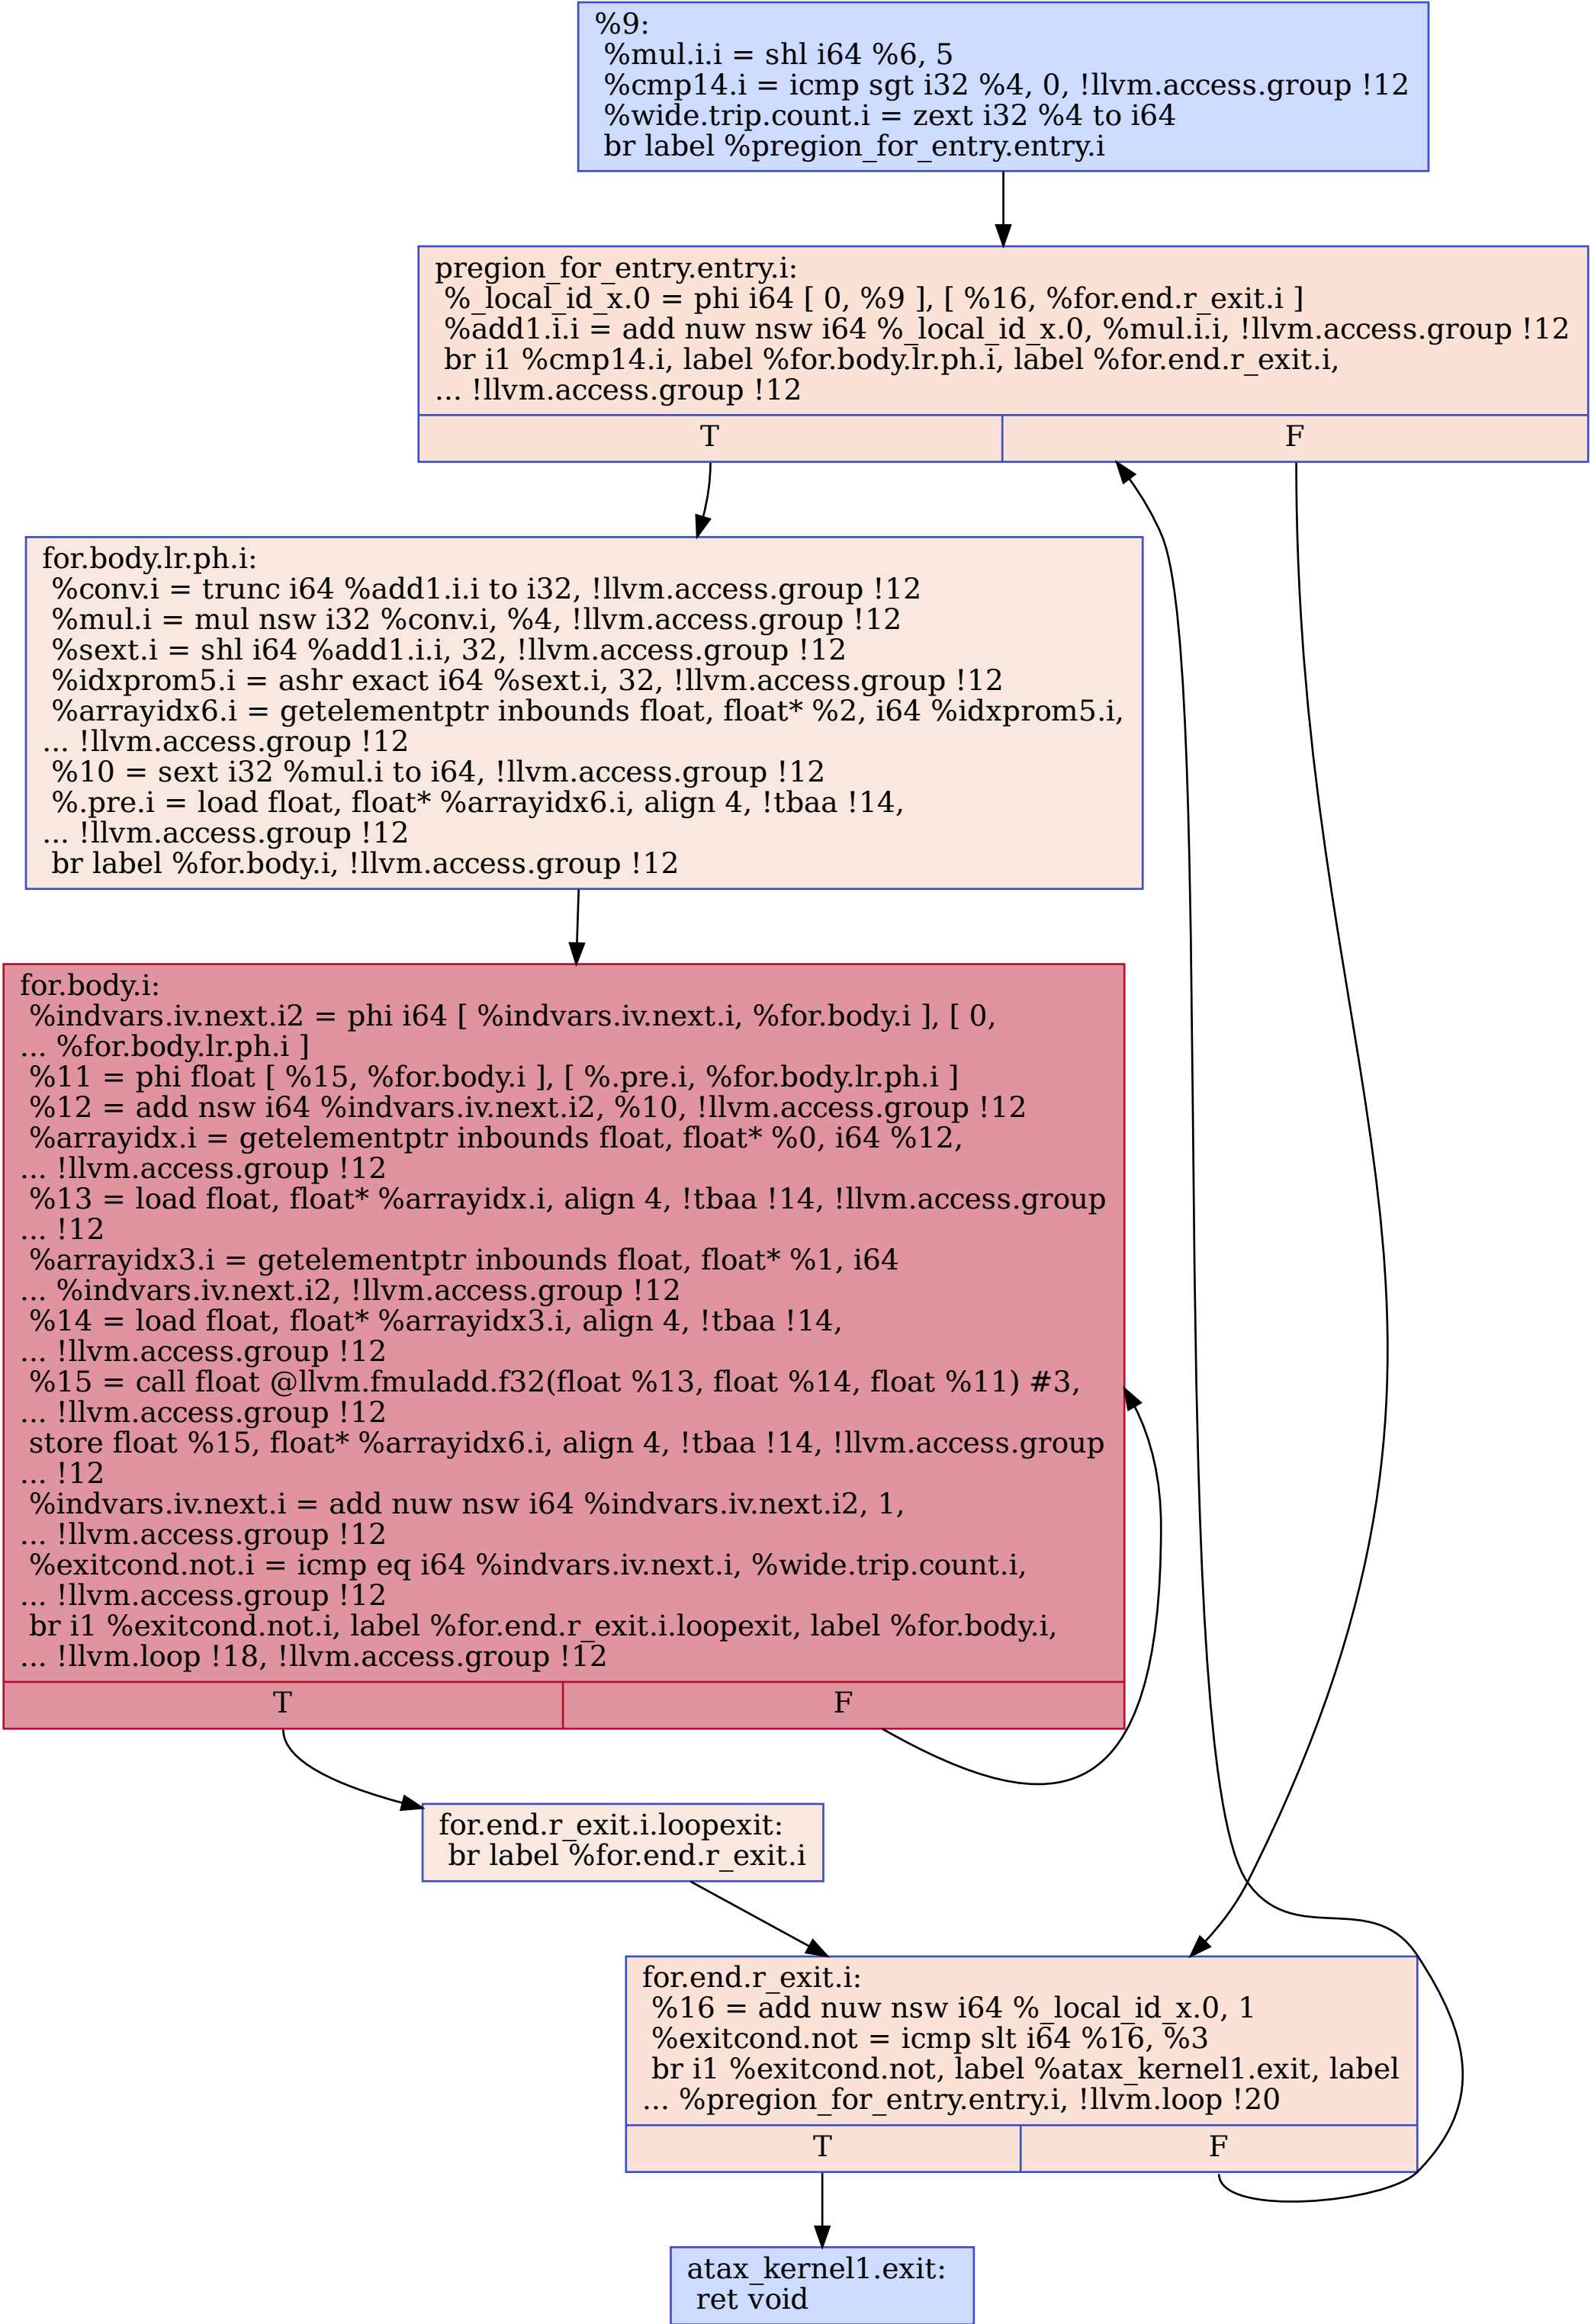 %9:
%mul.i.i = shl i64 %6, 5
%cmp14.i = icmp sgt i32 %4, 0, !llvm.access.group !12
%wide.trip.count.i = zext i32 %4 to i64
br label %pregion_for_entry.entry.i
pregion_for_entry.entry.i:
%_local_id_x.0 = phi i64 [ 0, %9 ], [ %16, %for.end.r_exit.i ]
%add1.i.i = add nuw nsw i64 %_local_id_x.0, %mul.i.i, !llvm.access.group !12
br i1 %cmp14.i, label %for.body.lr.ph.i, label %for.end.r_exit.i,
... !llvm.access.group !12
T F
for.body.lr.ph.i:
%conv.i = trunc i64 %add1.i.i to i32, !llvm.access.group !12
%mul.i = mul nsw i32 %conv.i, %4, !llvm.access.group !12
%sext.i = shl i64 %add1.i.i, 32, !llvm.access.group !12
%idxprom5.i = ashr exact i64 %sext.i, 32, !llvm.access.group !12
%arrayidx6.i = getelementptr inbounds float, float* %2, i64 %idxprom5.i,
... !llvm.access.group !12
%10 = sext i32 %mul.i to i64, !llvm.access.group !12
%.pre.i = load float, float* %arrayidx6.i, align 4, !tbaa !14,
... !llvm.access.group !12
br label %for.body.i, !llvm.access.group !12
for.body.i:
%indvars.iv.next.i2 = phi i64 [ %indvars.iv.next.i, %for.body.i ], [ 0,
... %for.body.lr.ph.i ]
%11 = phi float [ %15, %for.body.i ], [ %.pre.i, %for.body.lr.ph.i ]
%12 = add nsw i64 %indvars.iv.next.i2, %10, !llvm.access.group !12
%arrayidx.i = getelementptr inbounds float, float* %0, i64 %12,
... !llvm.access.group !12
%13 = load float, float* %arrayidx.i, align 4, !tbaa !14, !llvm.access.group
... !12
%arrayidx3.i = getelementptr inbounds float, float* %1, i64
... %indvars.iv.next.i2, !llvm.access.group !12
%14 = load float, float* %arrayidx3.i, align 4, !tbaa !14,
... !llvm.access.group !12
%15 = call float @llvm.fmuladd.f32(float %13, float %14, float %11) #3,
... !llvm.access.group !12
store float %15, float* %arrayidx6.i, align 4, !tbaa !14, !llvm.access.group
... !12
%indvars.iv.next.i = add nuw nsw i64 %indvars.iv.next.i2, 1,
... !llvm.access.group !12
%exitcond.not.i = icmp eq i64 %indvars.iv.next.i, %wide.trip.count.i,
... !llvm.access.group !12
br i1 %exitcond.not.i, label %for.end.r_exit.i.loopexit, label %for.body.i,
... !llvm.loop !18, !llvm.access.group !12
T F
for.end.r_exit.i.loopexit:
br label %for.end.r_exit.i
for.end.r_exit.i:
%16 = add nuw nsw i64 %_local_id_x.0, 1
%exitcond.not = icmp slt i64 %16, %3
br i1 %exitcond.not, label %atax_kernel1.exit, label
... %pregion_for_entry.entry.i, !llvm.loop !20
T F
atax_kernel1.exit:
ret void